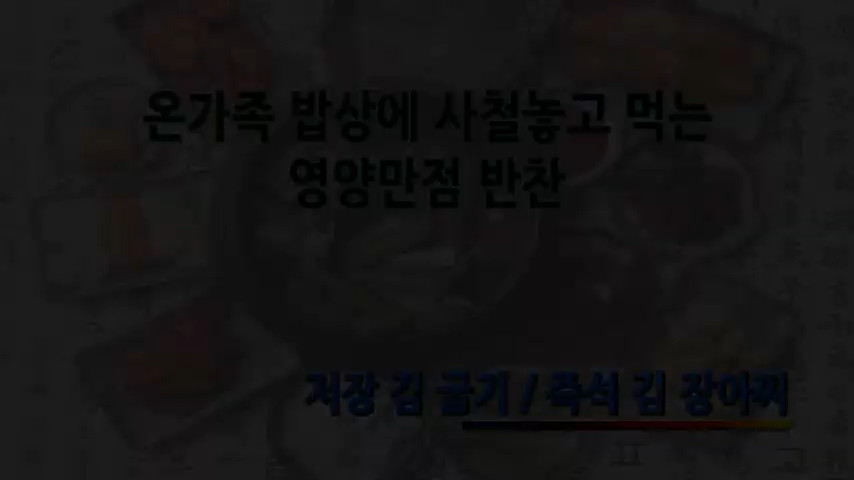 온가족 밥상에 사철놓고 먹는
영양만점 반찬
저장 김 굽기 / 즉석 김 장아찌